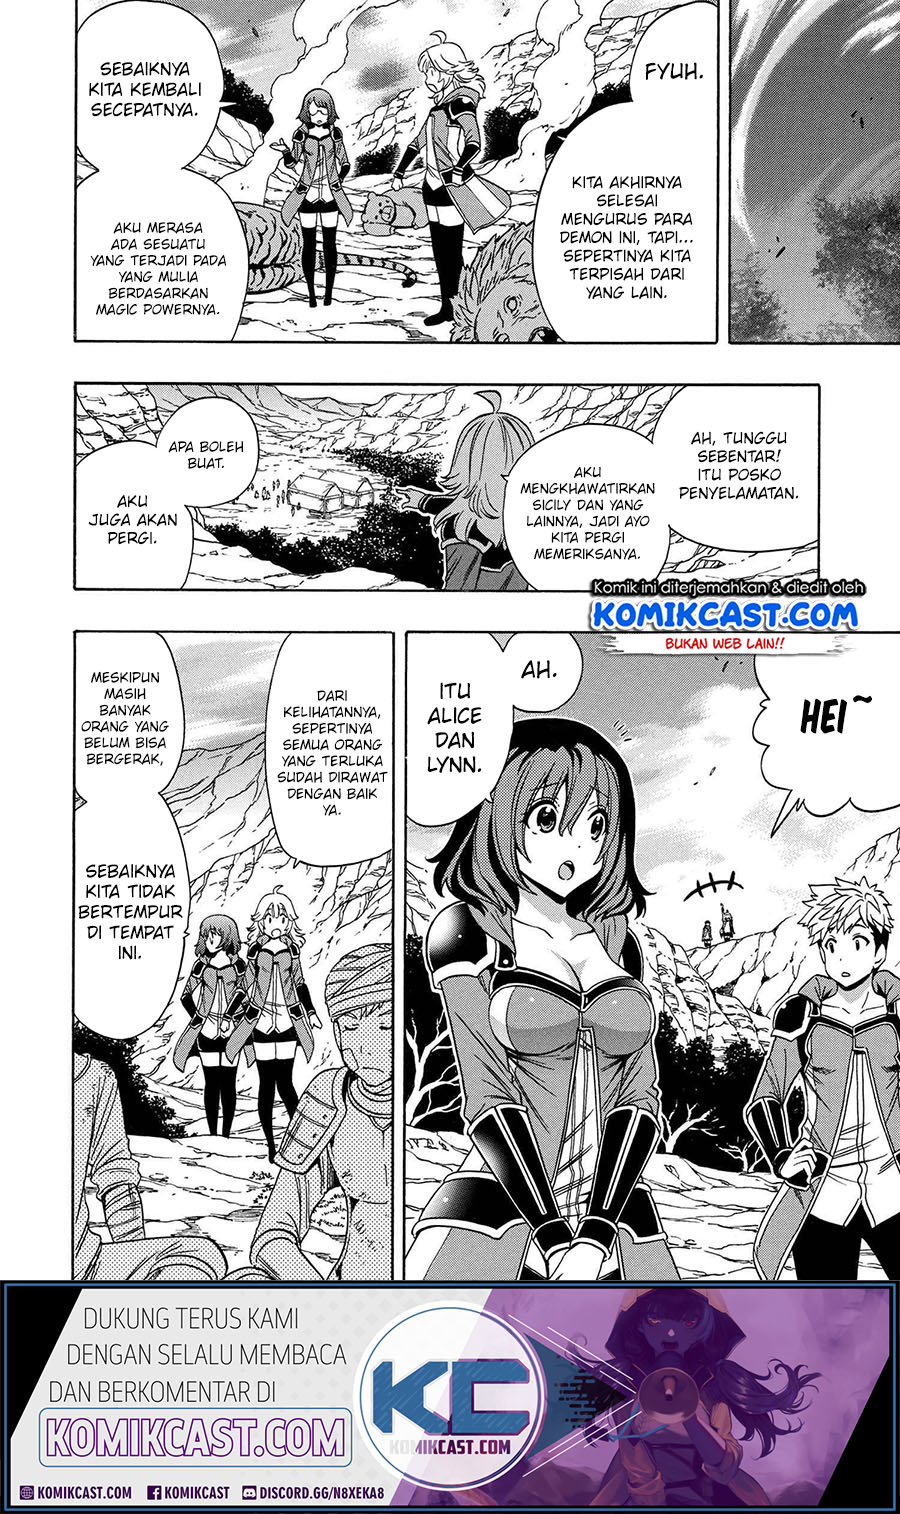 FYUH.
KITA AKHIRNYA
SELESAI
MENGURUS PARA
DEMON INI, TAPI...
SEPERTINYA KITA
TERPISAH DARI
YANG LAIN.
SEBAIKNYA
KITA KEMBALI
SECEPATNYA.
AKU MERASA
ADA SESUATU
YANG TERJADI PADA
YANG MULIA
BERDASARKAN
MAGIC POWERNYA.
AH, TUNGGU
SEBENTAR!
ITU POSKO
PENYELAMATAN.
AKU
MENGKHAWATIRKAN
SICILY DAN YANG
LAINNYA, JADI AYO
KITA PERGI
MEMERIKSANYA.
APA BOLEH
BUAT.
AKU
JUGA AKAN
PERGI.
Komik ini diterjemahkan & diedit oleh
KOMIKCAST.COM
BUKAN WEB LAIN!!
HEI~
AH.
ITU
ALICE
DAN
LYNN.
DARI
KELIHATANNYA,
SEPERTINYA
SEMUA ORANG
YANG TERLUKA
SUDAH DIRAWAT
DENGAN BAIK
YA.
MESKIPUN
MASIH
BANYAK
ORANG YANG
BELUM BISA
BERGERAK,
SEBAIKNYA
KITA TIDAK
BERTEMPUR
DI TEMPAT
INI.
DUKUNG TERUS KAMI
DENGAN SELALU MEMBACA
DAN BERKOMENTAR DI
KOMIKCAST.COM
KC
KOMIKCAST.COM
KOMIKCAST.COM
KOMIKCAST
DISCORD.GG/N8XEKA8